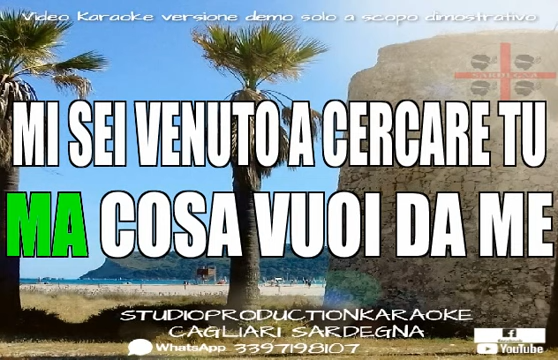 Video Karaoke versione demo solo a scopo dimostrativo
SARDEGNA
MI SEI VENUTO A CERCARE TU
MA COSA VUOI DA ME
STUDIOPRODUCTIONKARAOKE
CAGLIARI SARDEGNA
WhatsApp 3397198107
YouTube